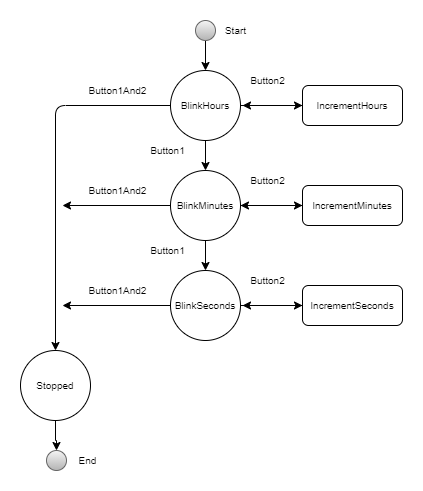 Start
Button1And2
Button2
BlinkHours
IncrementHours
Button1
Button1And2
Button2
BlinkMinutes
IncrementMinutes
Button1
Button1And2
Button2
BlinkSeconds
IncrementSeconds
Stopped
End